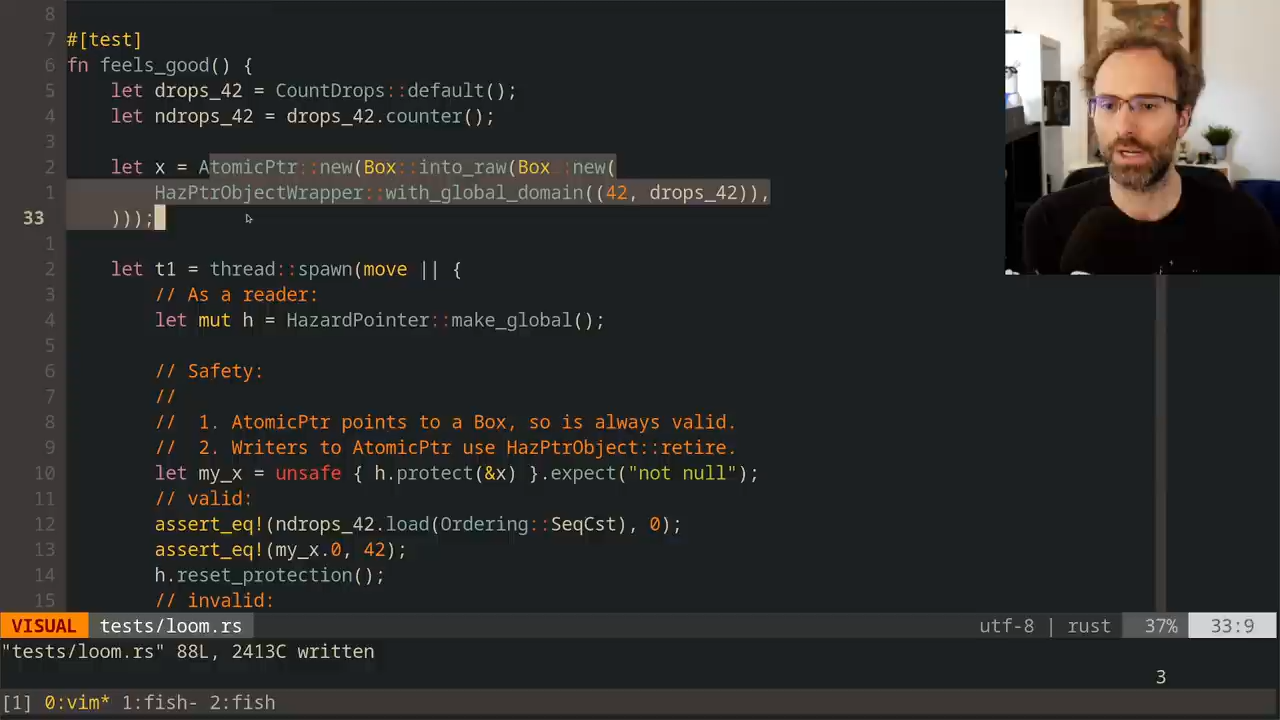 8
7 #[test]
6 fn feels_good() {
5 let drops_42 = CountDrops::default();
4 let ndrops_42 = drops_42.counter();
3
2 let x = AtomicPtr::new(Box::into_raw(Box::new(
1 HazPtrObjectWrapper::with_global_domain((42, drops_42)),
33 )));
1
2 let t1 = thread::spawn(move || {
3 // As a reader:
4 let mut h = HazardPointer::make_global();
5
6 // Safety:
7 //
8 //  1. AtomicPtr points to a Box, so is always valid.
9 //  2. Writers to AtomicPtr use HazPtrObject::retire.
10 let my_x = unsafe { h.protect(&x) }.expect("not null");
11 // valid:
12 assert_eq!(ndrops_42.load(Ordering::SeqCst), 0);
13 assert_eq!(my_x.0, 42);
14 h.reset_protection();
15 // invalid:
VISUAL tests/loom.rs utf-8 | rust 37% 33:9
"tests/loom.rs" 88L, 2413C written
3
[1] 0:vim* 1:fish- 2:fish